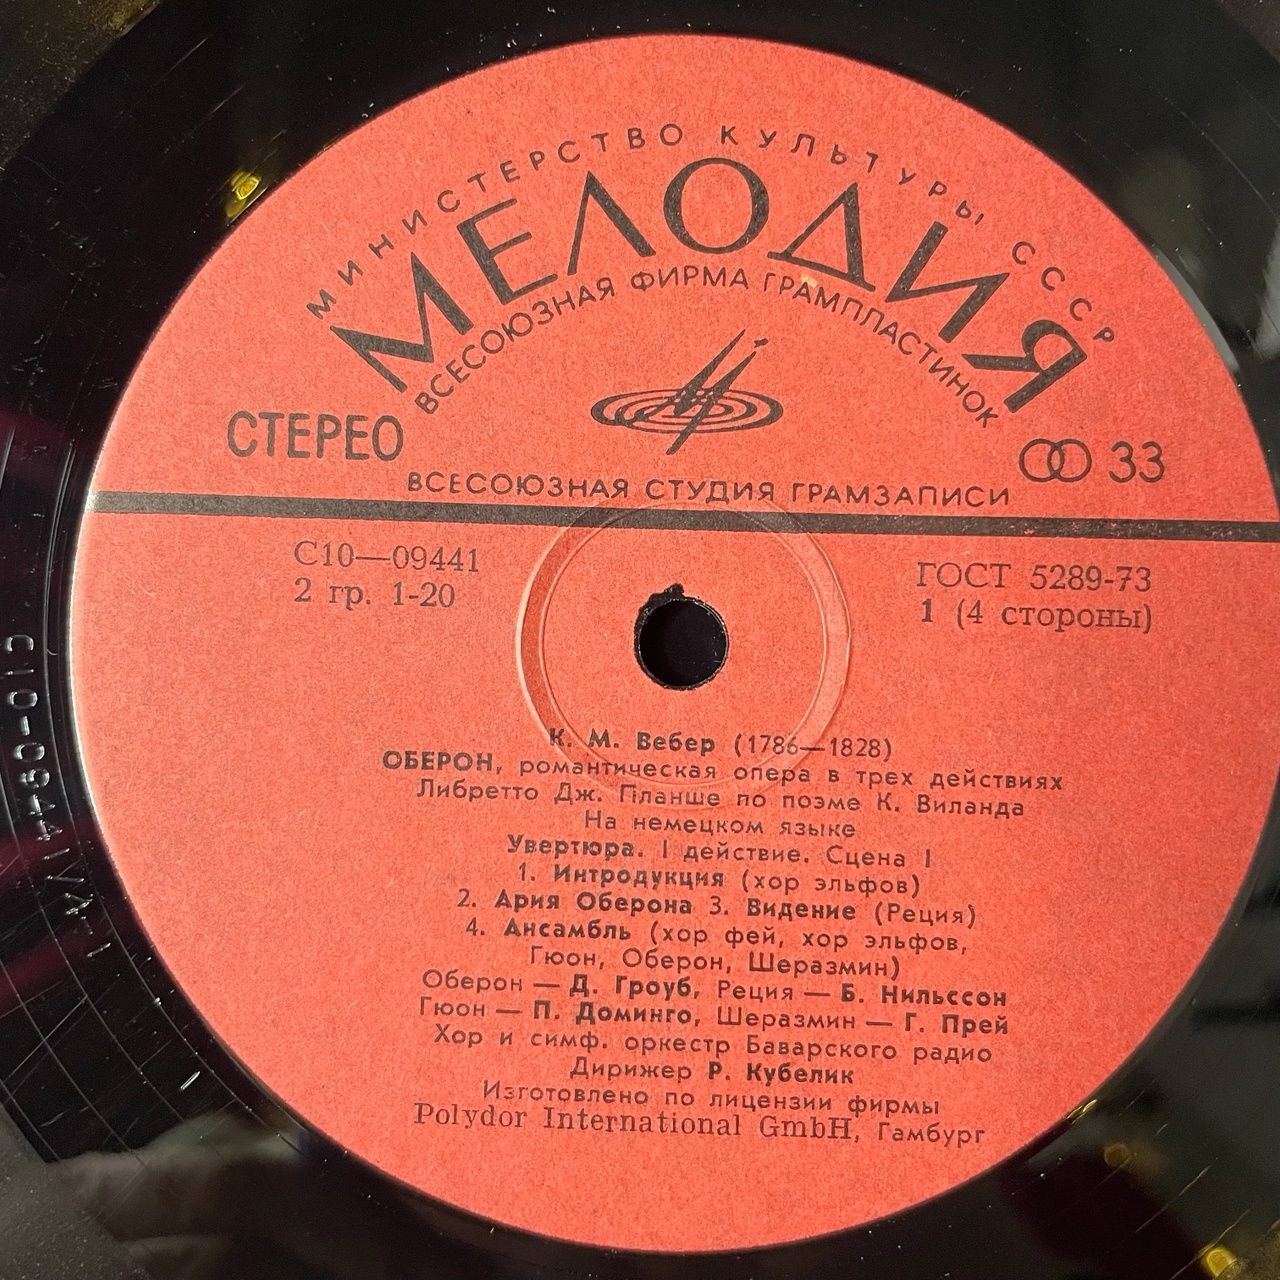 МИНИСТЕРСТВО КУЛЬТУРЫ СССР
МЕЛОДИЯ
ВСЕСОЮЗНАЯ ФИРМА ГРАМПЛАСТИНОК
СТЕРЕО
33
ВСЕСОЮЗНАЯ СТУДИЯ ГРАМЗАПИСИ
С10—09441
2 гр. 1-20
ГОСТ 5289-73
1 (4 стороны)
К. М. Вебер (1786—1828)
ОБЕРОН, романтическая опера в трех действиях
Либретто Дж. Планше по поэме К. Виланда
На немецком языке
Увертюра. I действие. Сцена I
1. Интродукция (хор эльфов)
2. Ария Оберона 3. Видение (Реция)
4. Ансамбль (хор фей, хор эльфов,
Гюон, Оберон, Шеразмин)
Оберон — Д. Гроуб, Реция — Б. Нильссон
Гюон — П. Доминго, Шеразмин — Г. Прей
Хор и симф. оркестр Баварского радио
Дирижер Р. Кубелик
Изготовлено по лицензии фирмы
Polydor International GmbH, Гамбург